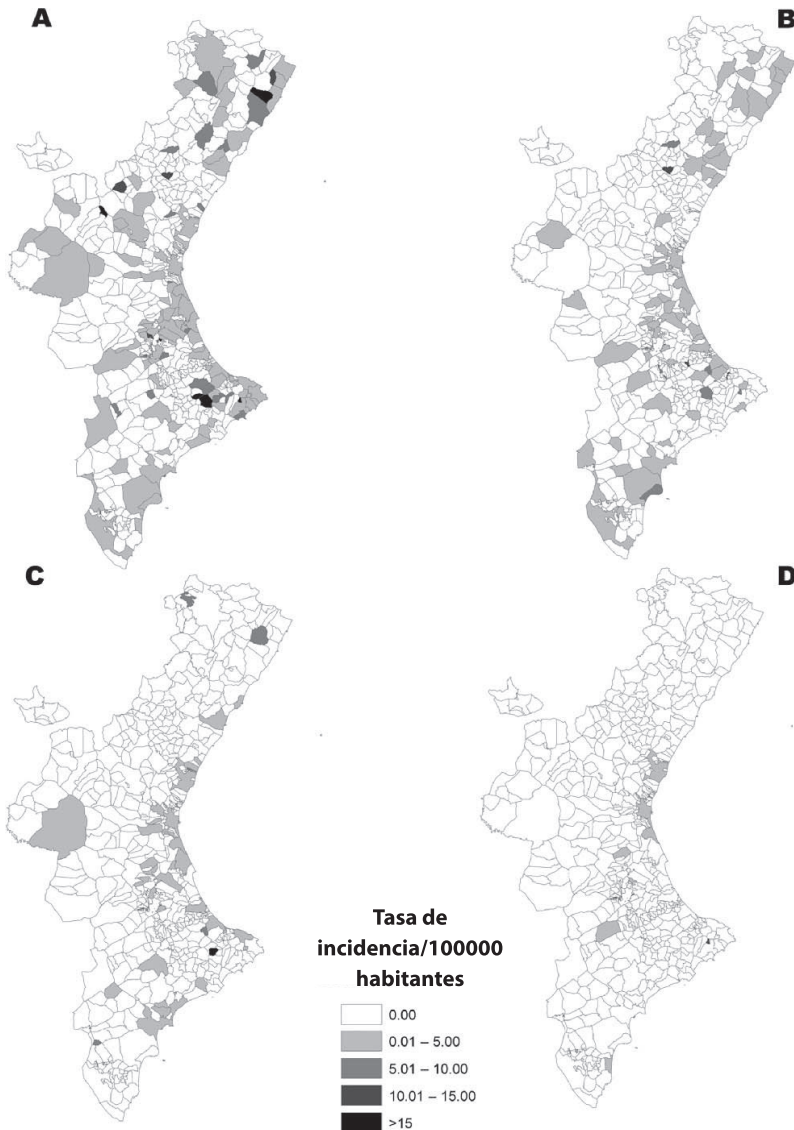 A
B
C
D
Tasa de
incidencia/100000
habitantes
0.00
0.01 – 5.00
5.01 – 10.00
10.01 – 15.00
>15